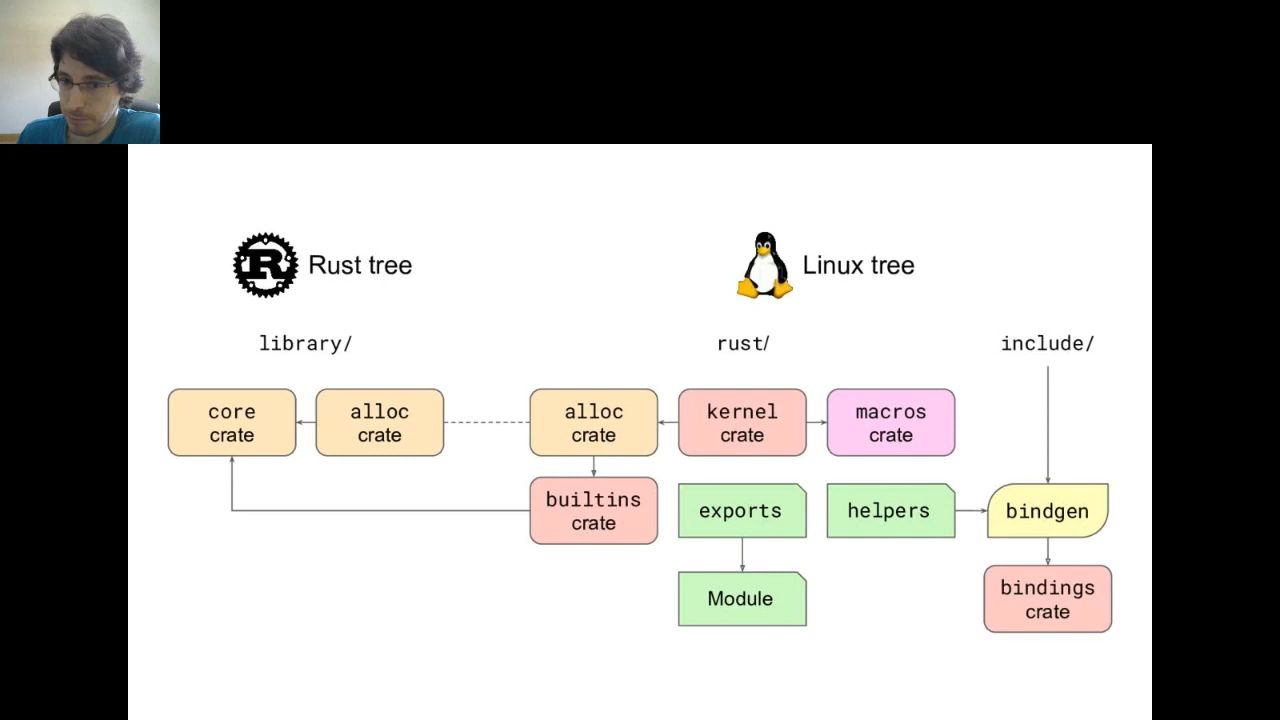 Rust tree
Linux tree
library/
rust/
include/
core
crate
alloc
crate
alloc
crate
kernel
crate
macros
crate
builtins
crate
exports
helpers
bindgen
Module
bindings
crate